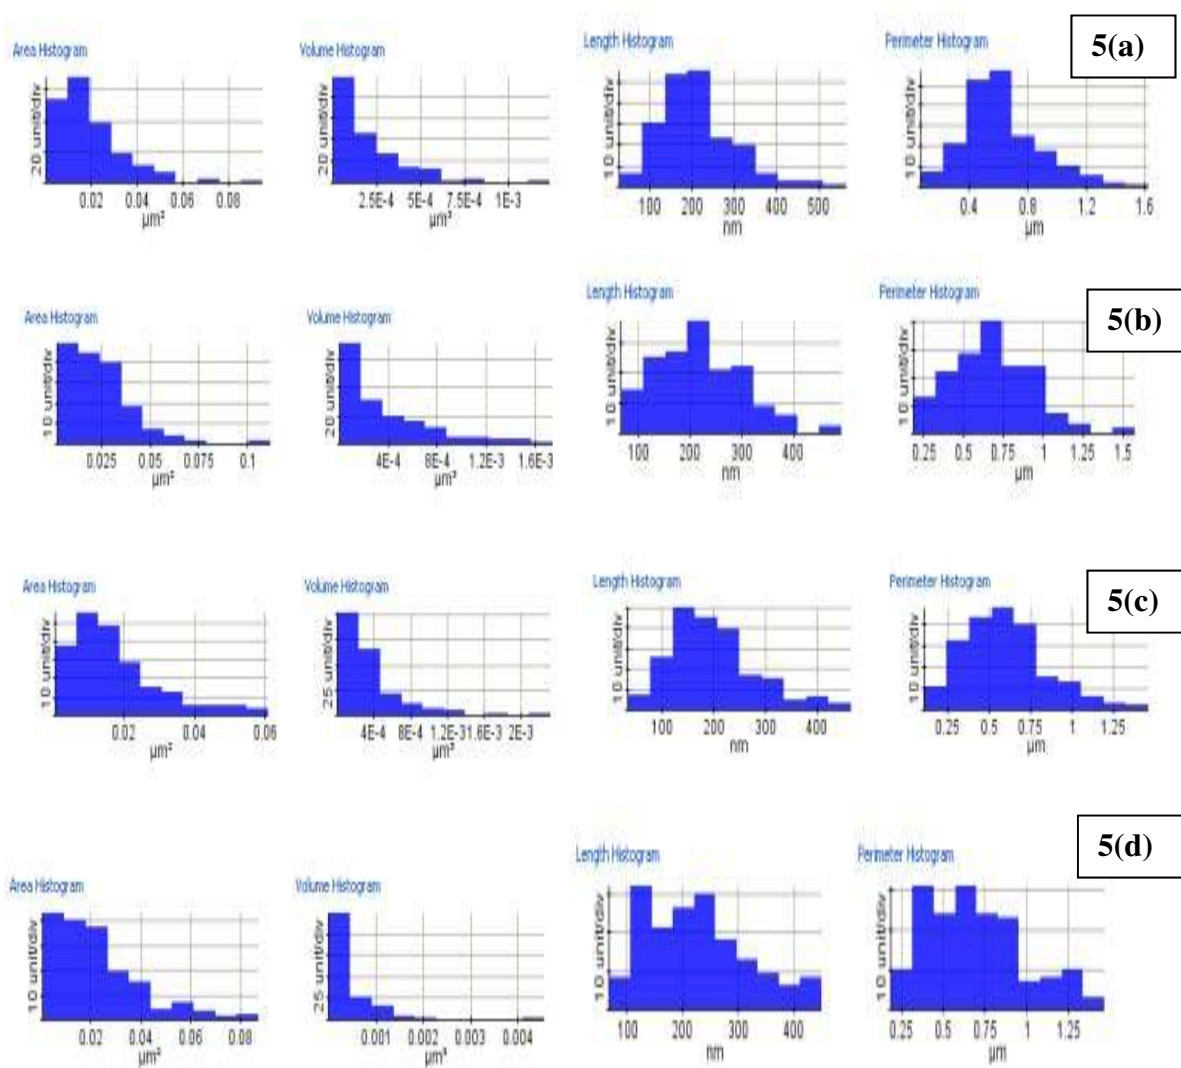 5(a)
Area Histogram
20 unit/div
0.02 0.04 0.06 0.08
µm²
Volume Histogram
20 unit/div
2.5E-4 5E-4 7.5E-4 1E-3
µm³
Length Histogram
10 unit/div
100 200 300 400 500
nm
Perimeter Histogram
10 unit/div
0.4 0.8 1.2 1.6
µm
5(b)
Area Histogram
10 unit/div
0.025 0.05 0.075 0.1
µm²
Volume Histogram
20 unit/div
4E-4 8E-4 1.2E-3 1.6E-3
µm³
Length Histogram
10 unit/div
100 200 300 400
nm
Perimeter Histogram
10 unit/div
0.25 0.5 0.75 1 1.25 1.5
µm
5(c)
Area Histogram
10 unit/div
0.02 0.04 0.06
µm²
Volume Histogram
25 unit/div
4E-4 8E-4 1.2E-3 1.6E-3 2E-3
µm³
Length Histogram
10 unit/div
100 200 300 400
nm
Perimeter Histogram
10 unit/div
0.25 0.5 0.75 1 1.25
µm
5(d)
Area Histogram
10 unit/div
0.02 0.04 0.06 0.08
µm²
Volume Histogram
25 unit/div
0.001 0.002 0.003 0.004
µm³
Length Histogram
10 unit/div
100 200 300 400
nm
Perimeter Histogram
10 unit/div
0.25 0.5 0.75 1 1.25
µm